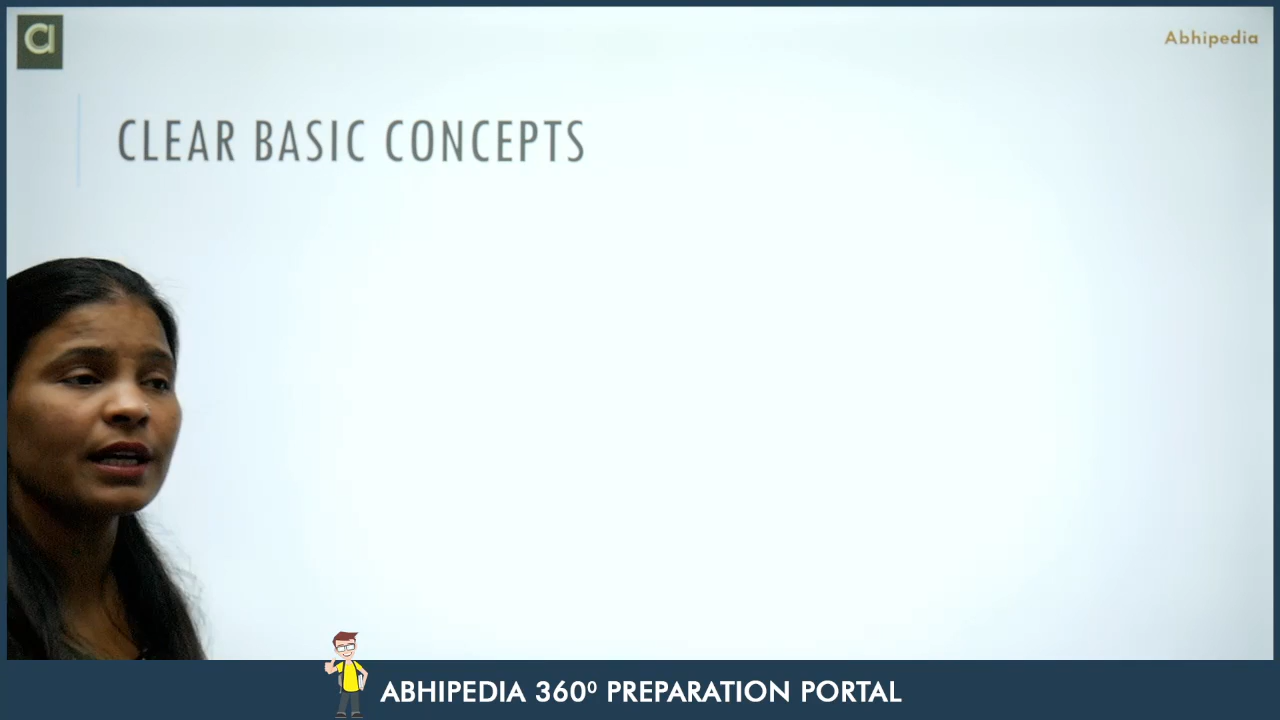 a
Abhipedia
CLEAR BASIC CONCEPTS
ABHIPEDIA 360⁰ PREPARATION PORTAL